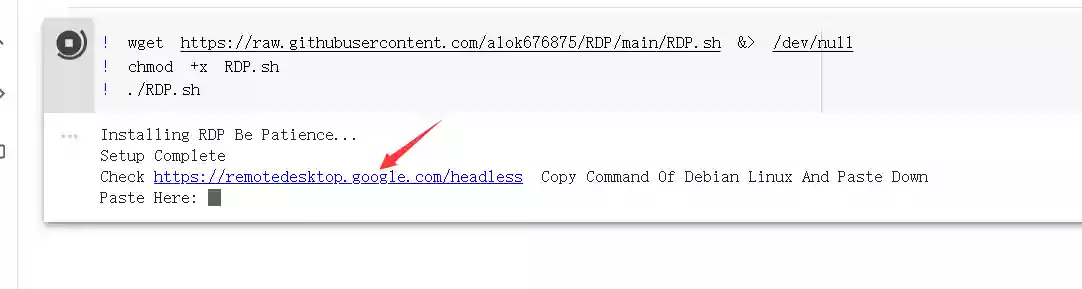 ! wget https://raw.githubusercontent.com/alok676875/RDP/main/RDP.sh &> /dev/null
! chmod +x RDP.sh
! ./RDP.sh
Installing RDP Be Patience...
Setup Complete
Check https://remotedesktop.google.com/headless Copy Command Of Debian Linux And Paste Down
Paste Here: